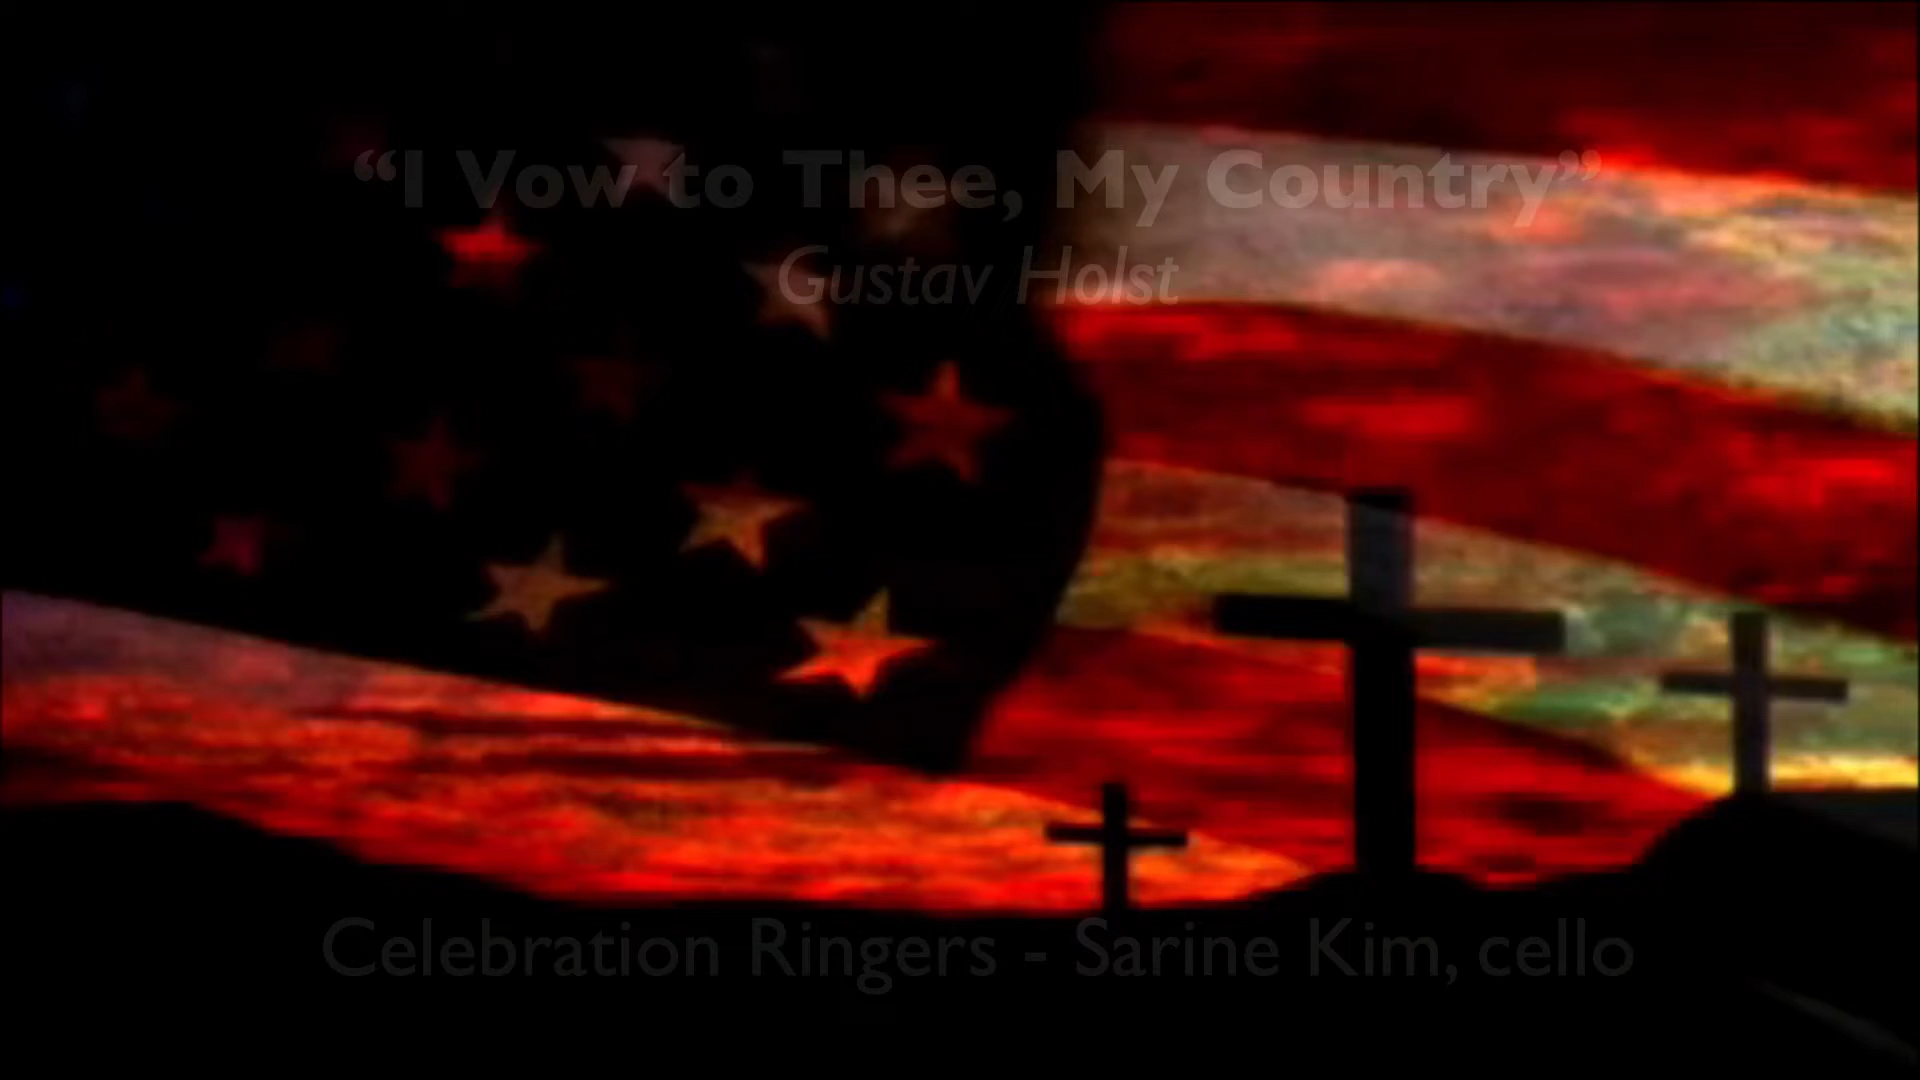 “I Vow to Thee, My Country”
Gustav Holst
Celebration Ringers - Sarine Kim, cello